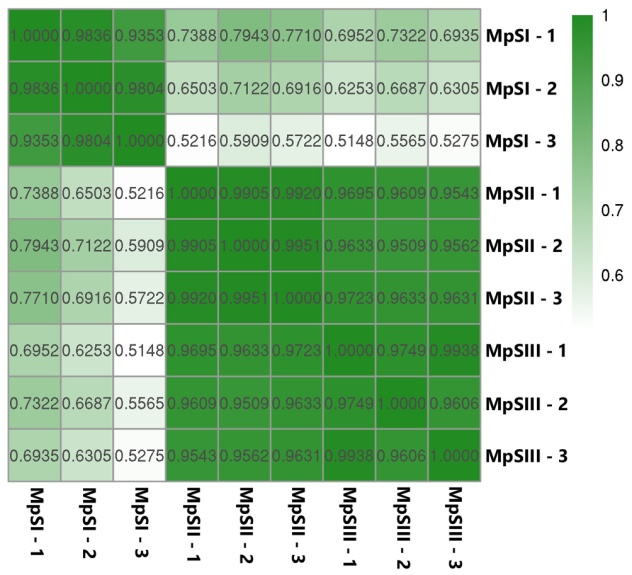 1.0000 0.9836 0.9353 0.7388 0.7943 0.7710 0.6952 0.7322 0.6935 MpSI - 1
0.9836 1.0000 0.9804 0.6503 0.7122 0.6916 0.6253 0.6687 0.6305 MpSI - 2
0.9353 0.9804 1.0000 0.5216 0.5909 0.5722 0.5148 0.5565 0.5275 MpSI - 3
0.7388 0.6503 0.5216 1.0000 0.9905 0.9920 0.9695 0.9609 0.9543 MpSII - 1
0.7943 0.7122 0.5909 0.9905 1.0000 0.9951 0.9633 0.9509 0.9562 MpSII - 2
0.7710 0.6916 0.5722 0.9920 0.9951 1.0000 0.9723 0.9633 0.9631 MpSII - 3
0.6952 0.6253 0.5148 0.9695 0.9633 0.9723 1.0000 0.9749 0.9938 MpSIII - 1
0.7322 0.6687 0.5565 0.9609 0.9509 0.9633 0.9749 1.0000 0.9606 MpSIII - 2
0.6935 0.6305 0.5275 0.9543 0.9562 0.9631 0.9938 0.9606 1.0000 MpSIII - 3
MpSI - 1
MpSI - 2
MpSI - 3
MpSII - 1
MpSII - 2
MpSII - 3
MpSIII - 1
MpSIII - 2
MpSIII - 3
1
0.9
0.8
0.7
0.6